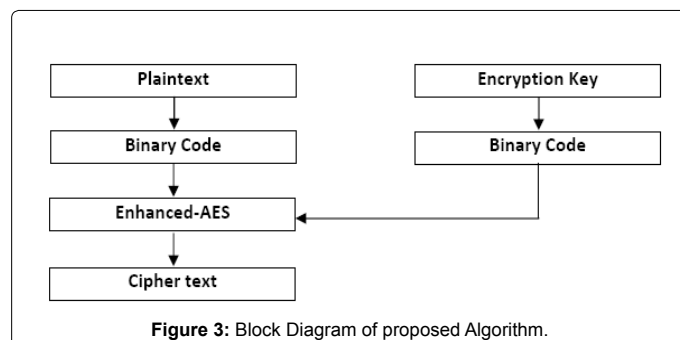 Plaintext
Encryption Key
Binary Code
Binary Code
Enhanced-AES
Cipher text
Figure 3: Block Diagram of proposed Algorithm.